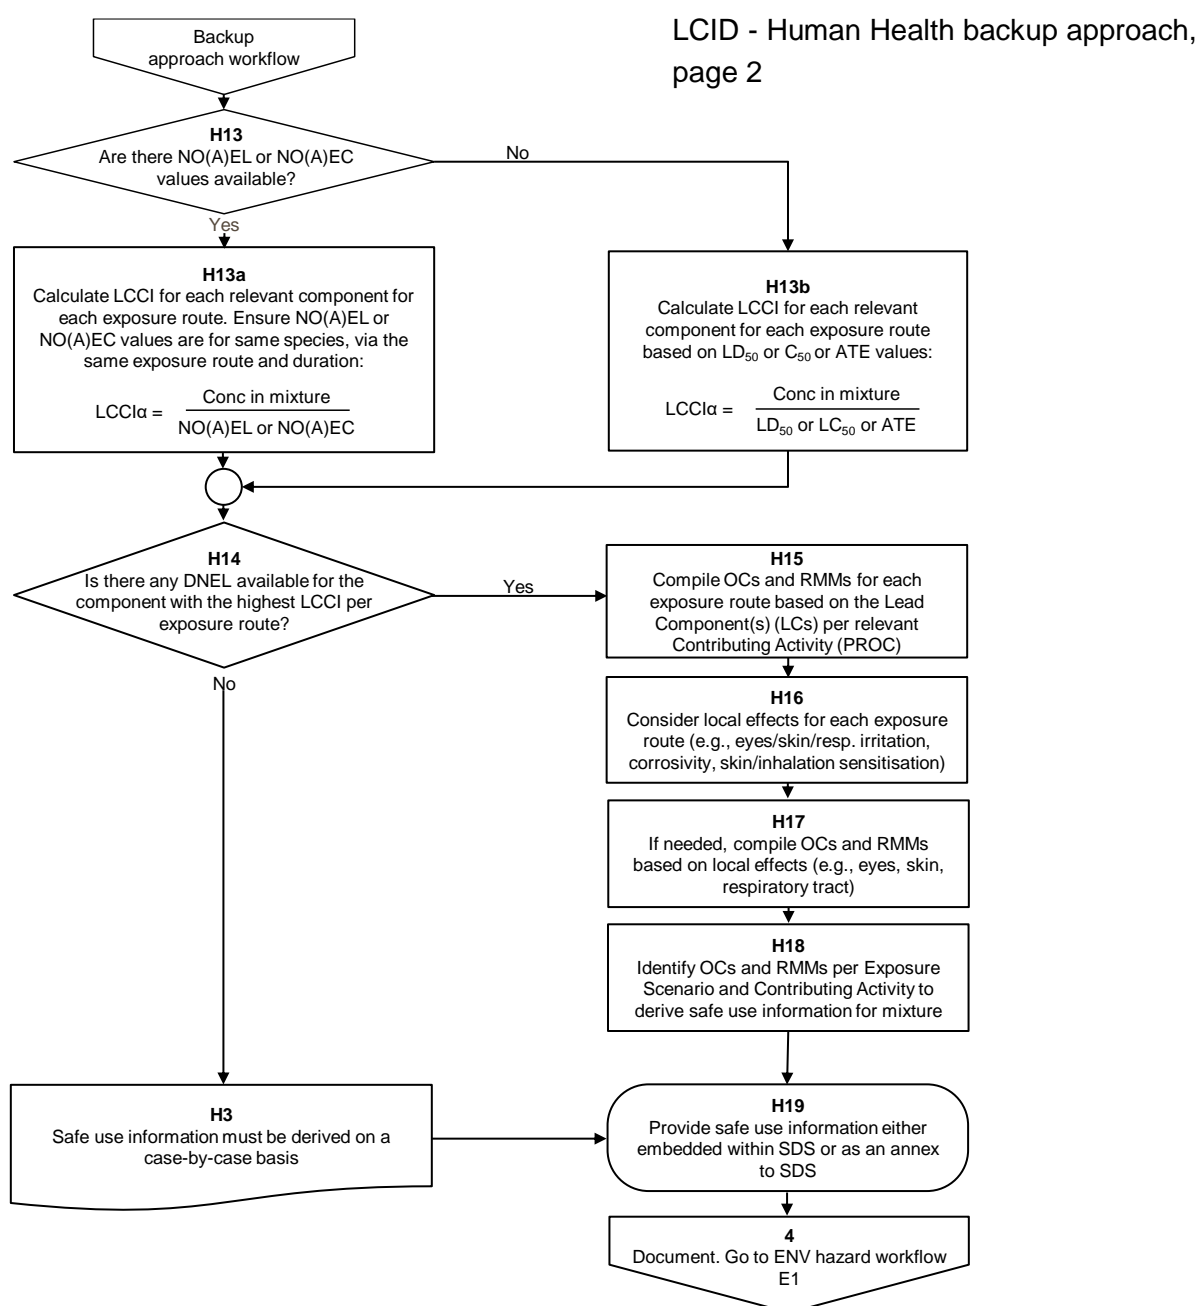 LCID - Human Health backup approach,
page 2
Backup
approach workflow
H13
Are there NO(A)EL or NO(A)EC
values available?
No
Yes
H13a
Calculate LCCI for each relevant component for
each exposure route. Ensure NO(A)EL or
NO(A)EC values are for same species, via the
same exposure route and duration:
LCCIα = Conc in mixture
NO(A)EL or NO(A)EC
H13b
Calculate LCCI for each relevant
component for each exposure route
based on LD₅₀ or C₅₀ or ATE values:
LCCIα = Conc in mixture
LD₅₀ or LC₅₀ or ATE
H14
Is there any DNEL available for the
component with the highest LCCI per
exposure route?
Yes
No
H15
Compile OCs and RMMs for each
exposure route based on the Lead
Component(s) (LCs) per relevant
Contributing Activity (PROC)
H16
Consider local effects for each exposure
route (e.g., eyes/skin/resp. irritation,
corrosivity, skin/inhalation sensitisation)
H17
If needed, compile OCs and RMMs
based on local effects (e.g., eyes, skin,
respiratory tract)
H18
Identify OCs and RMMs per Exposure
Scenario and Contributing Activity to
derive safe use information for mixture
H3
Safe use information must be derived on a
case-by-case basis
H19
Provide safe use information either
embedded within SDS or as an annex
to SDS
4
Document. Go to ENV hazard workflow
E1